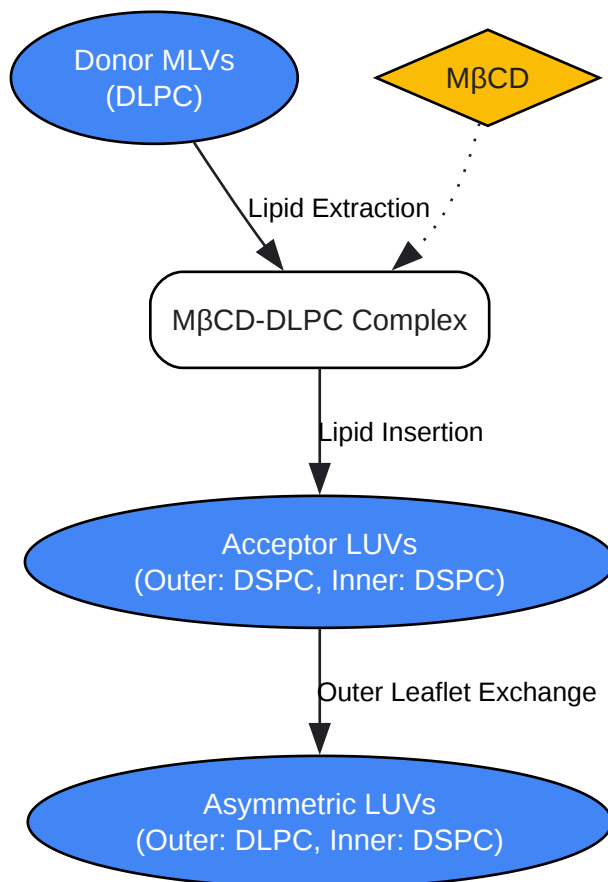 Donor MLVs
(DLPC)
MβCD
Lipid Extraction
MβCD-DLPC Complex
Lipid Insertion
Acceptor LUVs
(Outer: DSPC, Inner: DSPC)
Outer Leaflet Exchange
Asymmetric LUVs
(Outer: DLPC, Inner: DSPC)